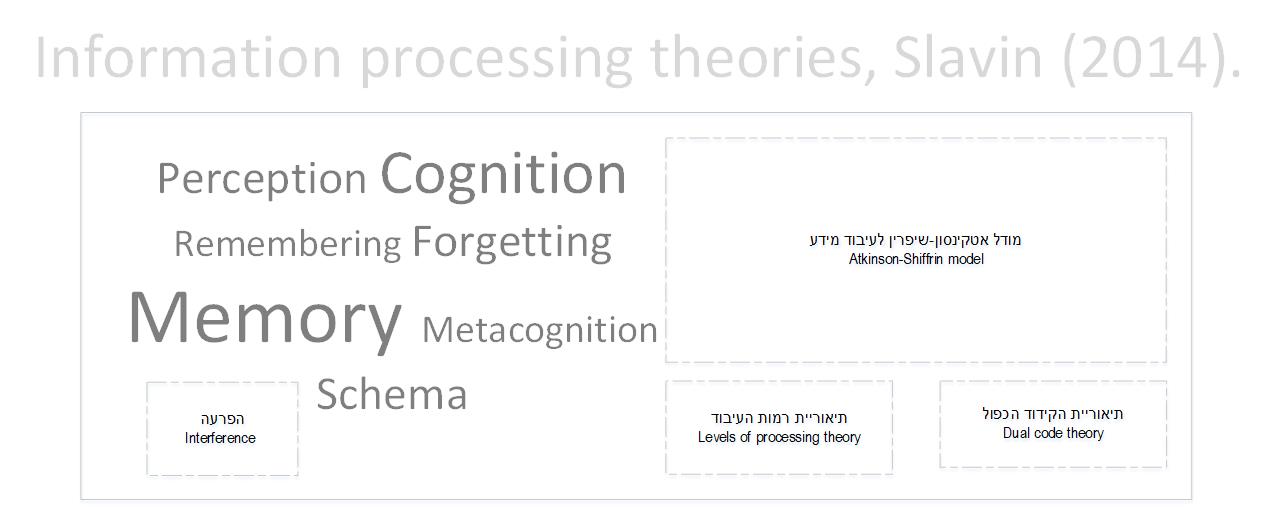 Information processing theories, Slavin (2014).
Perception Cognition
Remembering Forgetting
Memory Metacognition
Schema
מודל אטקינסון-שיפרין לעיבוד מידע
Atkinson-Shiffrin model
הפרעה
Interference
תיאוריית רמות העיבוד
Levels of processing theory
תיאוריית הקידוד הכפול
Dual code theory